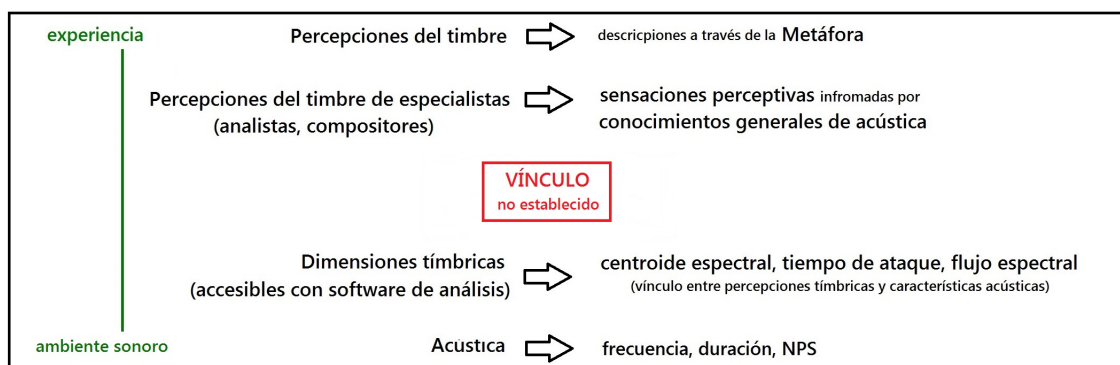 experiencia
Percepciones del timbre
descricpiones a través de la Metáfora
Percepciones del timbre de especialistas
(analistas, compositores)
sensaciones perceptivas infromadas por
conocimientos generales de acústica
VÍNCULO
no establecido
Dimensiones tímbricas
(accesibles con software de análisis)
centroide espectral, tiempo de ataque, flujo espectral
(vínculo entre percepciones tímbricas y características acústicas)
ambiente sonoro
Acústica
frecuencia, duración, NPS